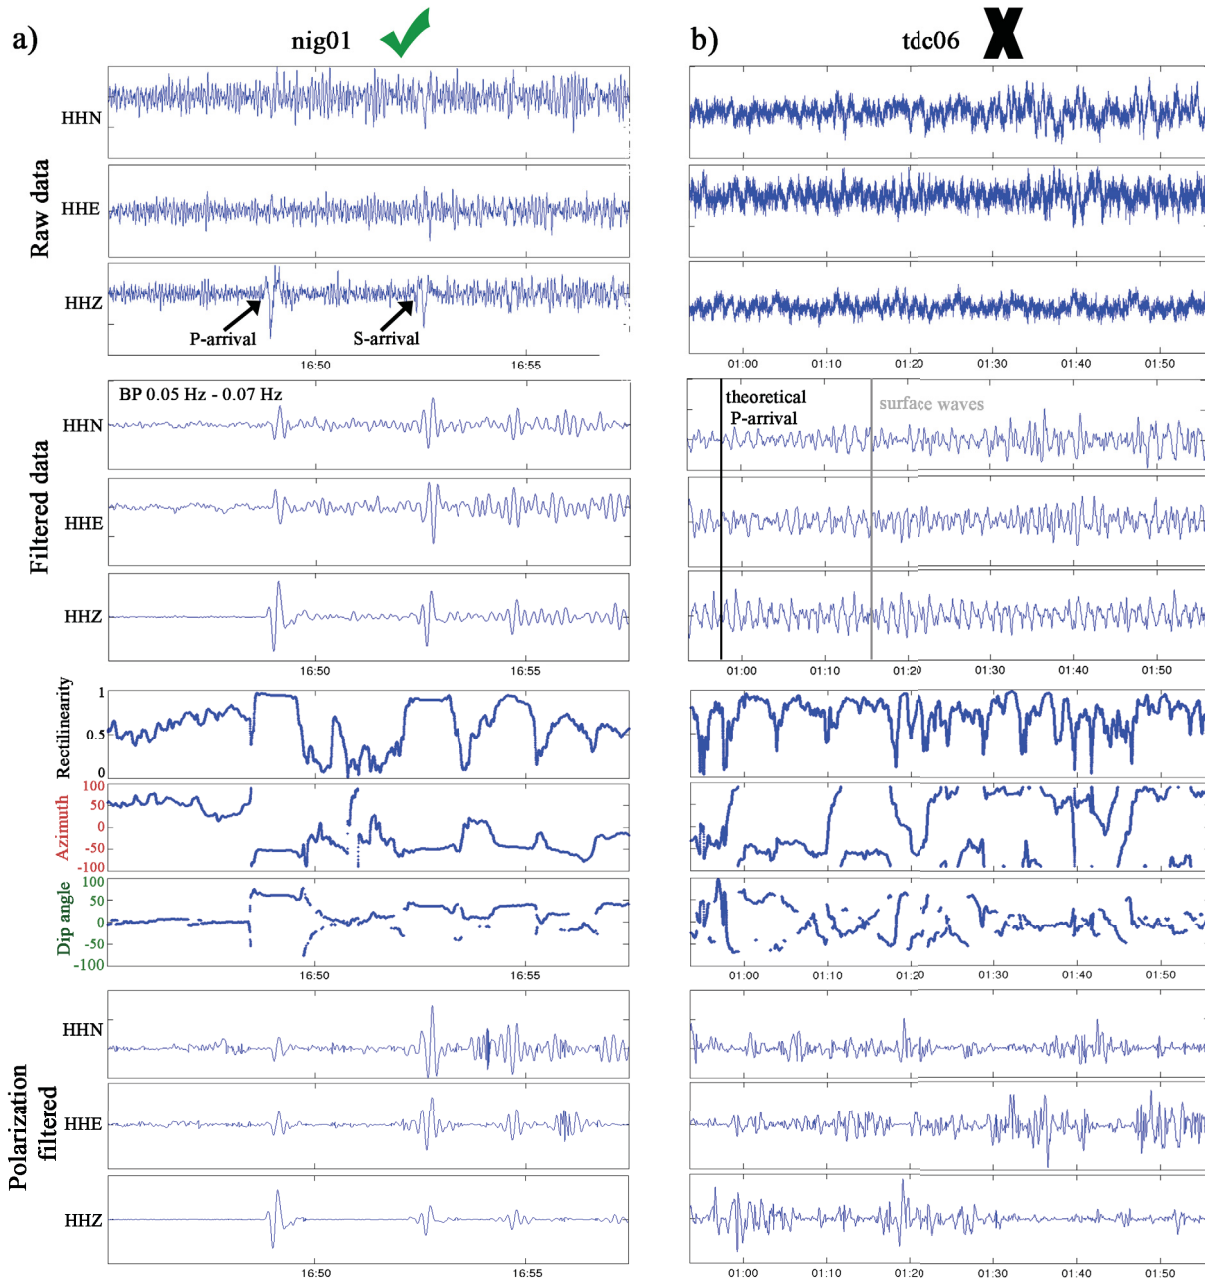 a)
nig01
b)
tdc06
Raw data
HHN
HHE
HHZ
P-arrival
S-arrival
16:50
16:55
01:00
01:10
01:20
01:30
01:40
01:50
Filtered data
BP 0.05 Hz - 0.07 Hz
HHN
HHE
HHZ
theoretical
P-arrival
surface waves
16:50
16:55
01:00
01:10
01:20
01:30
01:40
01:50
Rectilinearity
1
0.5
0
Azimuth
100
50
0
-50
-100
Dip angle
100
50
0
-50
-100
16:50
16:55
01:00
01:10
01:20
01:30
01:40
01:50
Polarization
filtered
HHN
HHE
HHZ
16:50
16:55
01:00
01:10
01:20
01:30
01:40
01:50